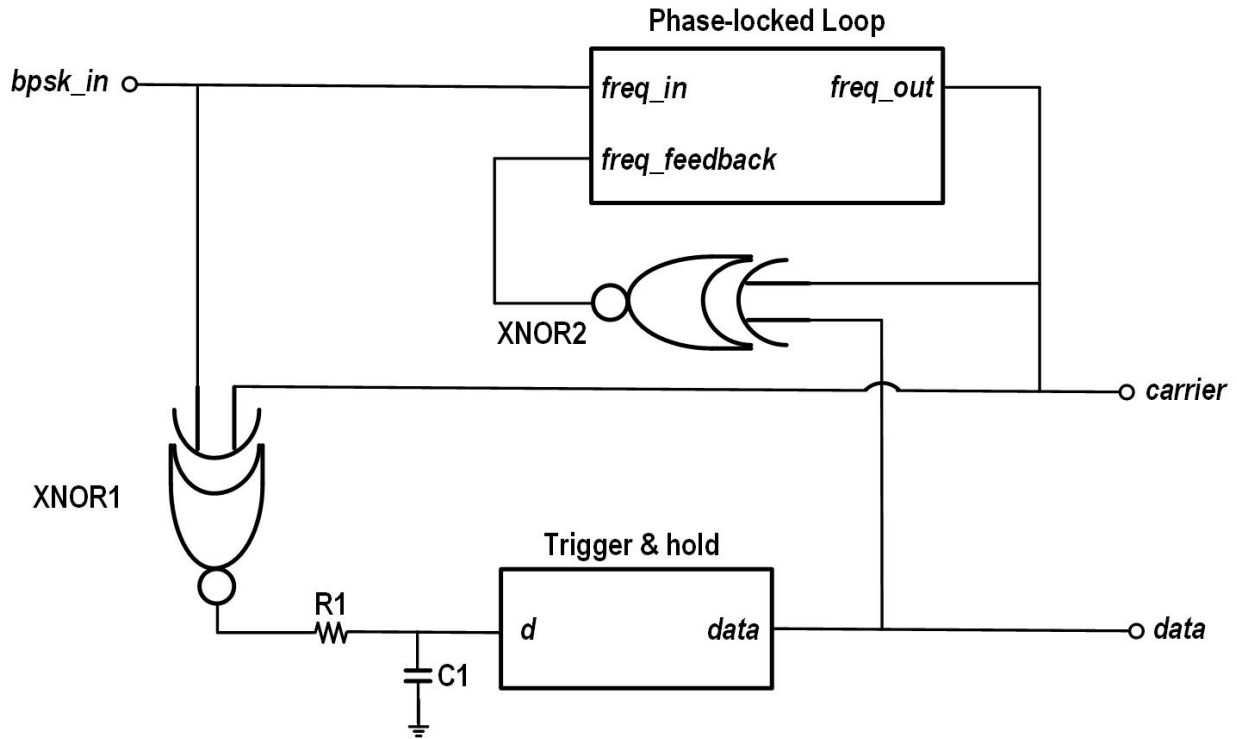 Phase-locked Loop
bpsk_in
freq_in
freq_out
freq_feedback
XNOR2
carrier
XNOR1
Trigger & hold
R1
d
data
data
C1